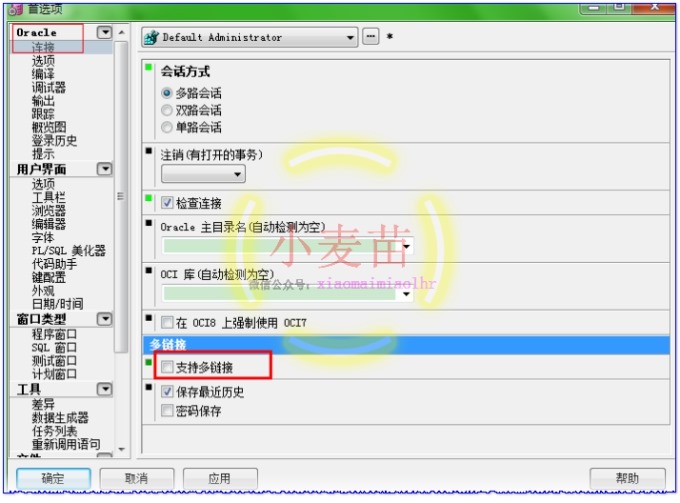 首选项
Oracle
连接
选项
编译
调试器
输出
跟踪
概览图
登录历史
提示
用户界面
选项
工具栏
浏览器
编辑器
字体
PL/SQL 美化器
代码助手
键配置
外观
日期/时间
窗口类型
程序窗口
SQL 窗口
测试窗口
计划窗口
工具
差异
数据生成器
任务列表
重新调用语句
Default Administrator
*
会话方式
多路会话
双路会话
单路会话
注销(有打开的事务)
检查连接
Oracle 主目录名(自动检测为空)
小麦苗
OCI 库(自动检测为空)
微信公众号：xiaomaimiaolhr
在 OCI8 上强制使用 OCI7
多链接
支持多链接
保存最近历史
密码保存
确定
取消
应用
帮助